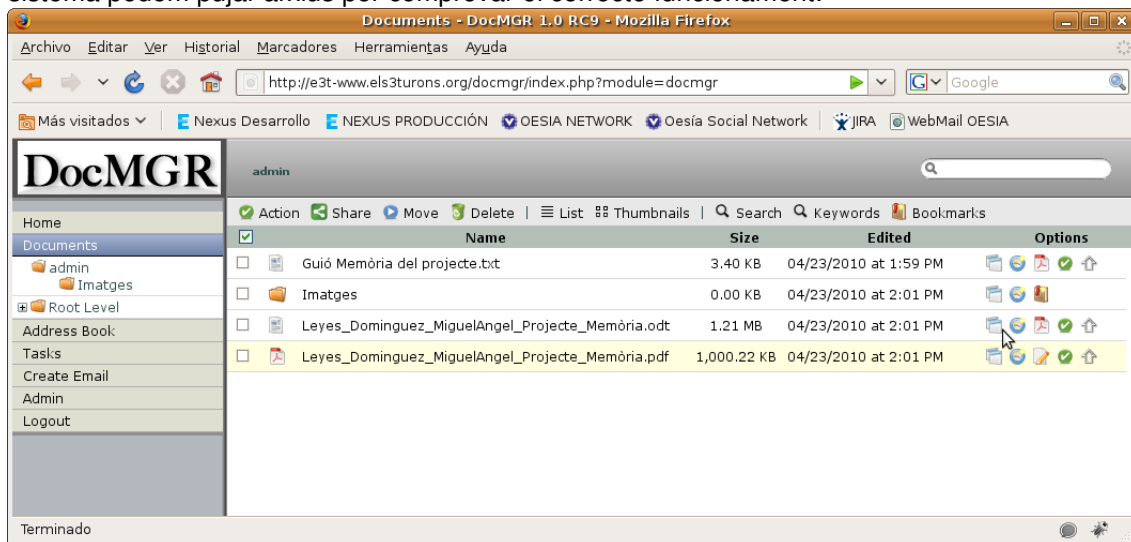 sistema podem pujar arxius per comprovar el correcte funcionament:
Documents - DocMGR 1.0 RC9 - Mozilla Firefox
Archivo Editar Ver Historial Marcadores Herramientas Ayuda
http://e3t-www.els3turons.org/docmgr/index.php?module=docmgr G Google
Más visitados E Nexus Desarrollo E NEXUS PRODUCCIÓN OESIA NETWORK Oesía Social Network JIRA WebMail OESIA
DocMGR admin
Action Share Move Delete | List Thumbnails | Search Keywords Bookmarks
Home
Name Size Edited Options
Documents
admin
Guió Memòria del projecte.txt 3.40 KB 04/23/2010 at 1:59 PM
Imatges
Imatges 0.00 KB 04/23/2010 at 2:01 PM
Root Level
Leyes_Dominguez_MiguelAngel_Projecte_Memòria.odt 1.21 MB 04/23/2010 at 2:01 PM
Address Book
Tasks
Leyes_Dominguez_MiguelAngel_Projecte_Memòria.pdf 1,000.22 KB 04/23/2010 at 2:01 PM
Create Email
Admin
Logout
Terminado